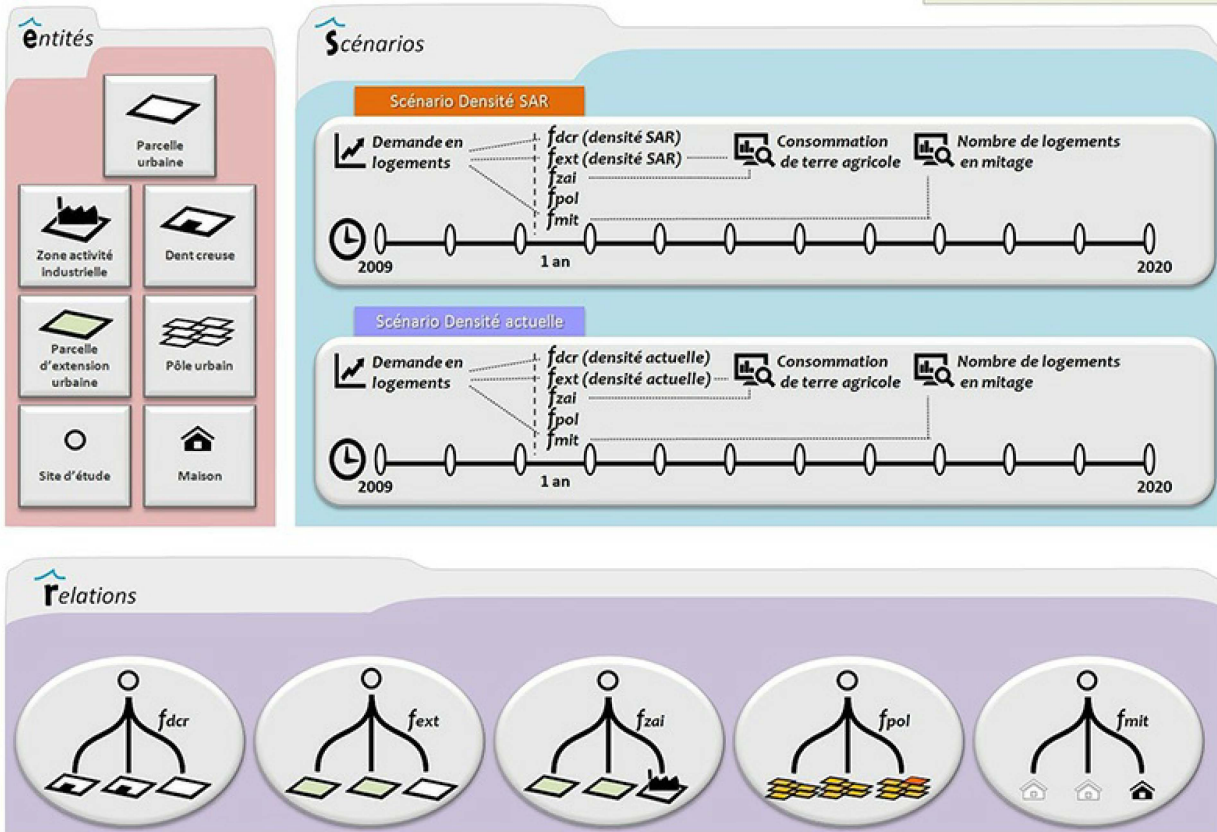 entités
Parcelle
urbaine
Zone activité
industrielle
Dent creuse
Parcelle
d'extension
urbaine
Pôle urbain
Site d'étude
Maison
Scénarios
Scénario Densité SAR
Demande en
logements
fdcr (densité SAR)
fext (densité SAR)
fzai
fpol
fmit
Consommation
de terre agricole
Nombre de logements
en mitage
2009
1 an
2020
Scénario Densité actuelle
Demande en
logements
fdcr (densité actuelle)
fext (densité actuelle)
fzai
fpol
fmit
Consommation
de terre agricole
Nombre de logements
en mitage
2009
1 an
2020
relations
fdcr
fext
fzai
fpol
fmit